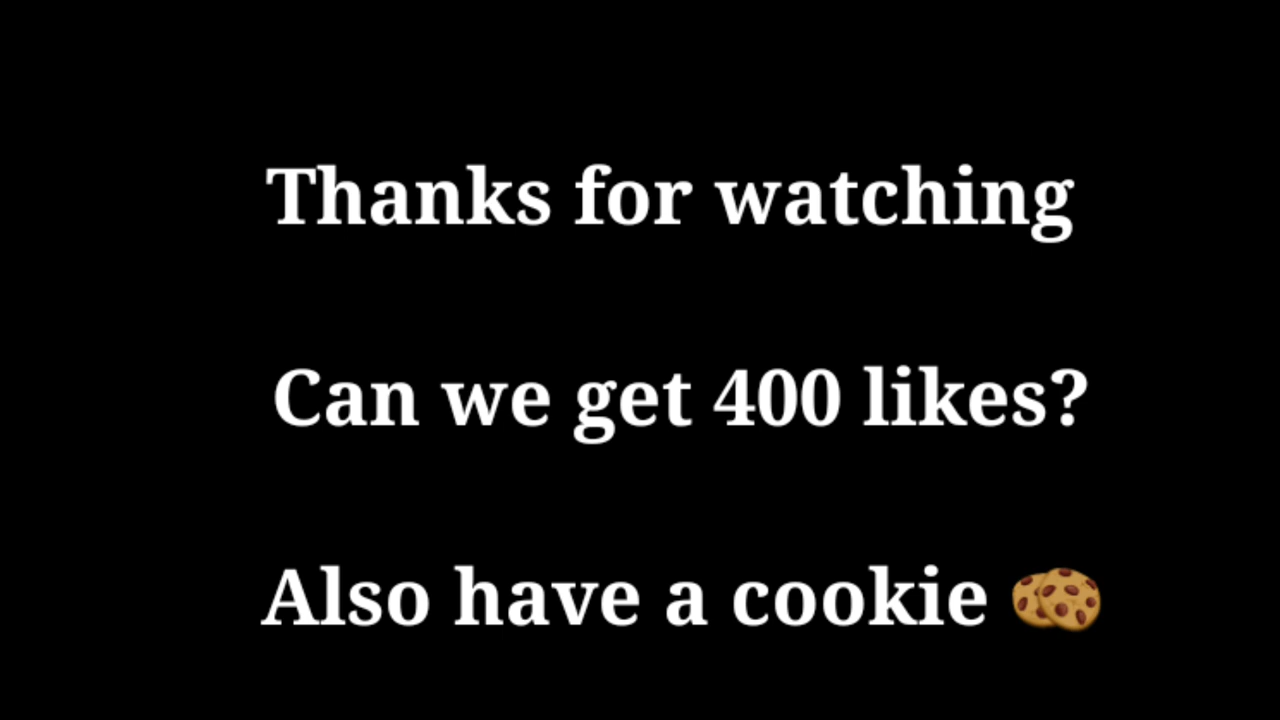 Thanks for watching
Can we get 400 likes?
Also have a cookie 🍪